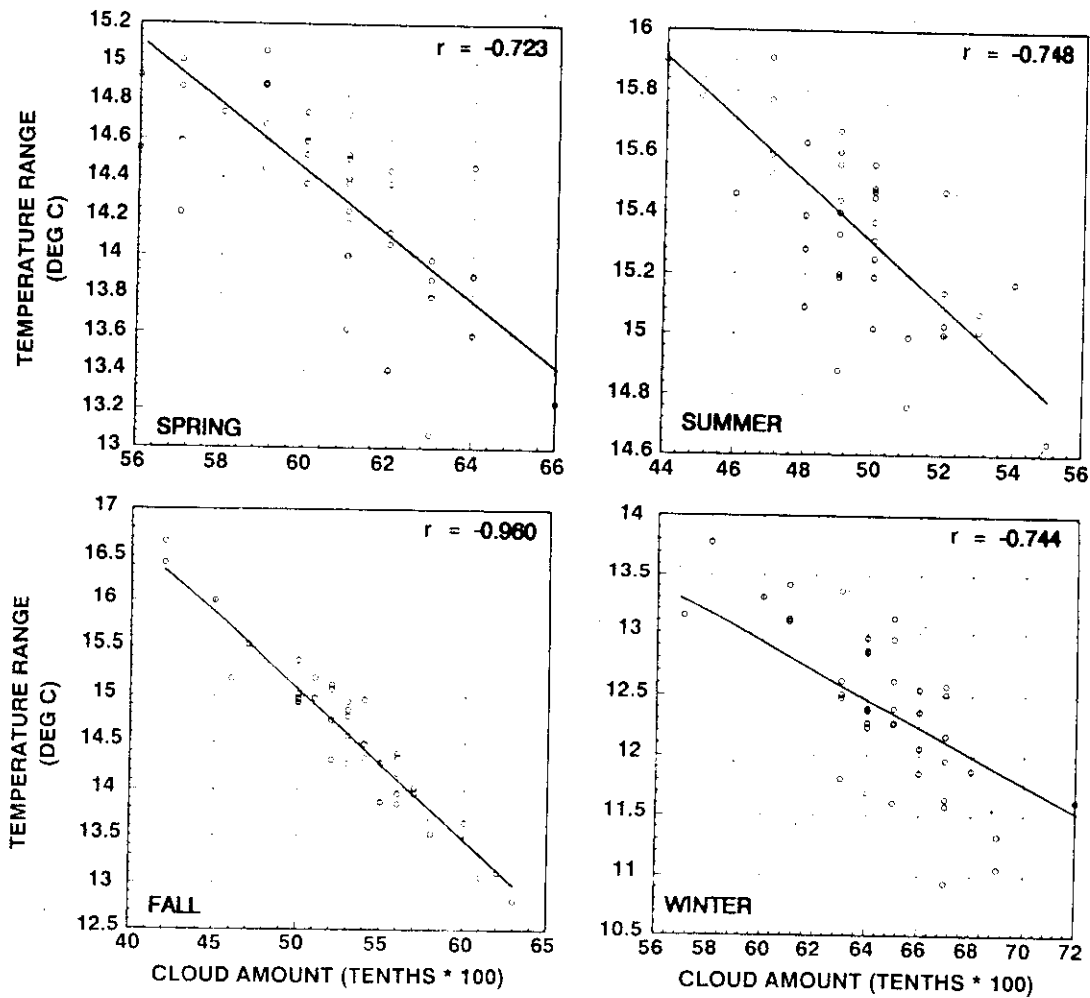 TEMPERATURE RANGE
(DEG C)
15.2
15
14.8
14.6
14.4
14.2
14
13.8
13.6
13.4
13.2
13
r = -0.723
SPRING
56 58 60 62 64 66
16
15.8
15.6
15.4
15.2
15
14.8
14.6
r = -0.748
SUMMER
44 46 48 50 52 54 56
TEMPERATURE RANGE
(DEG C)
17
16.5
16
15.5
15
14.5
14
13.5
13
12.5
r = -0.960
FALL
40 45 50 55 60 65
CLOUD AMOUNT (TENTHS * 100)
14
13.5
13
12.5
12
11.5
11
10.5
r = -0.744
WINTER
56 58 60 62 64 66 68 70 72
CLOUD AMOUNT (TENTHS * 100)